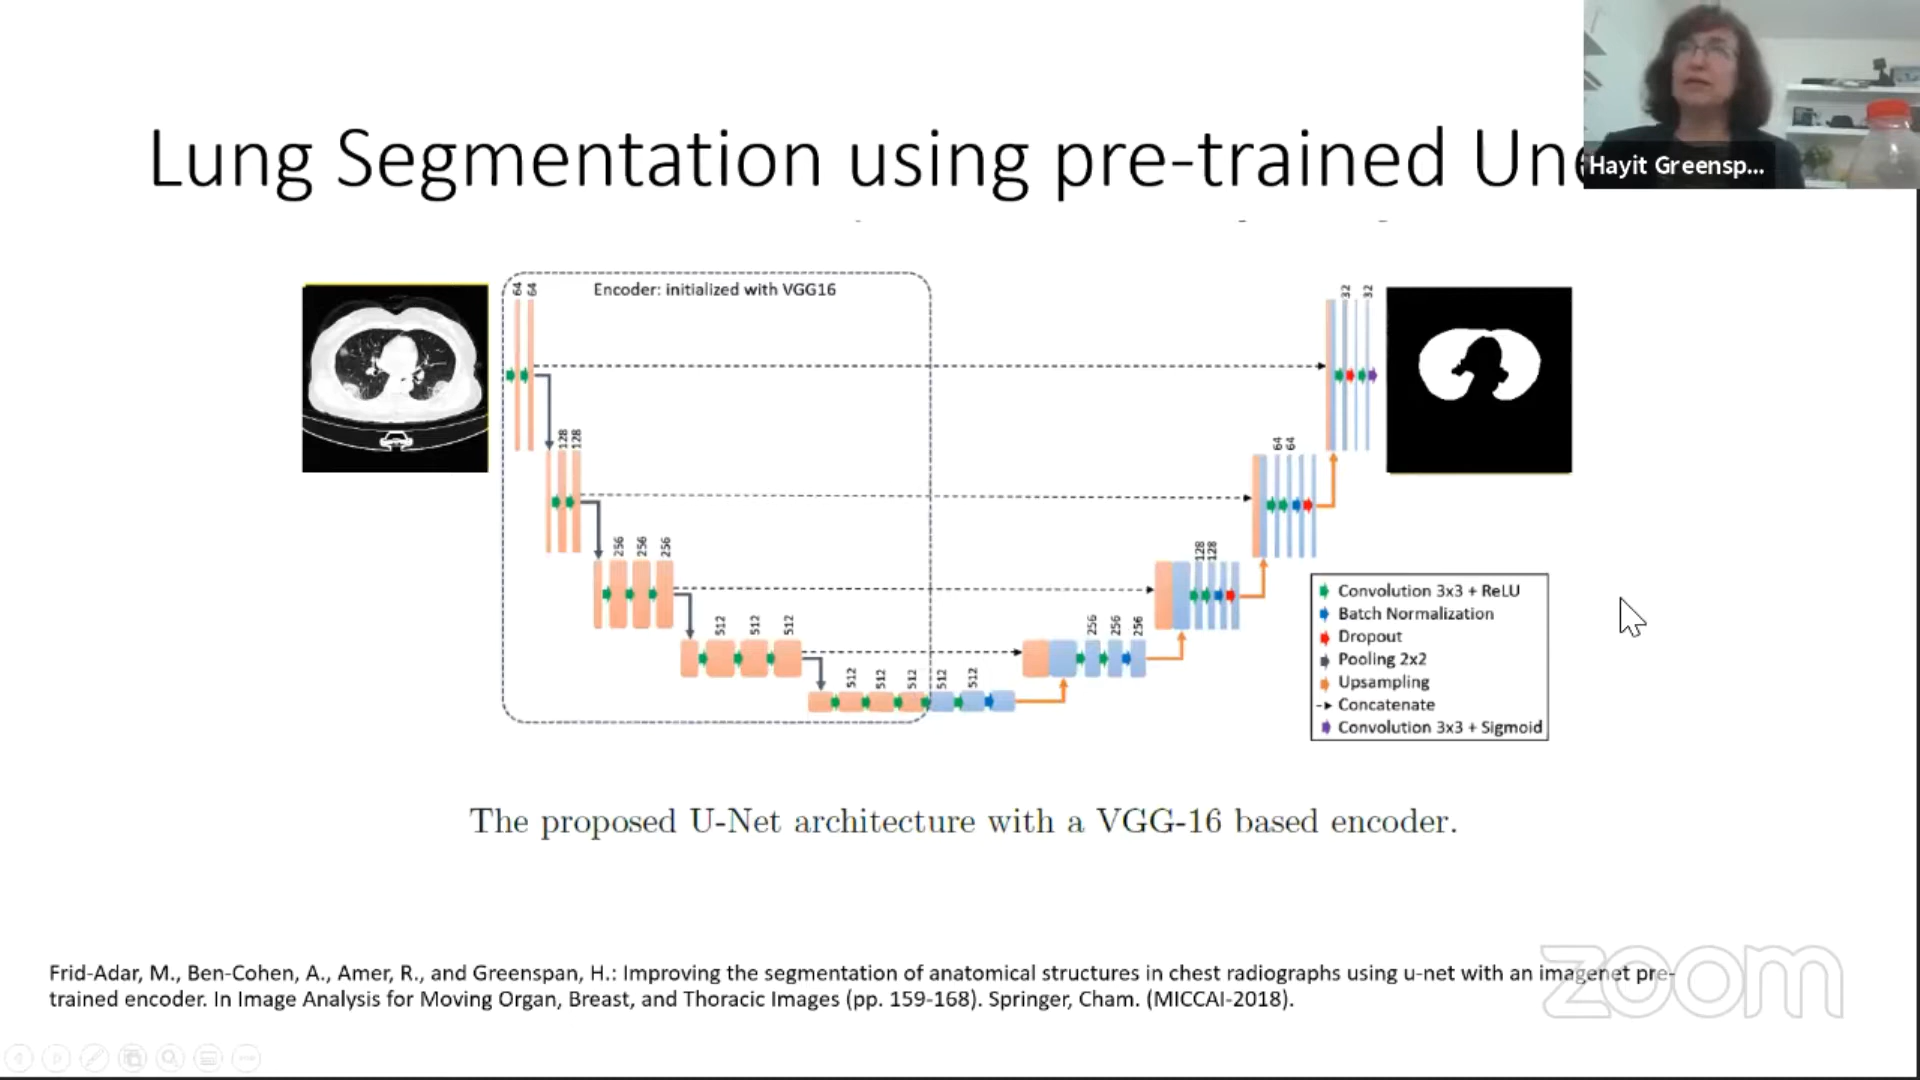 Lung Segmentation using pre-trained Une
Hayit Greensp...
Encoder: initialized with VGG16
64
64
32
32
128
128
64
64
256
256
256
128
128
512
512
512
256
256
256
512
512
512
512
512
Convolution 3x3 + ReLU
Batch Normalization
Dropout
Pooling 2x2
Upsampling
Concatenate
Convolution 3x3 + Sigmoid
The proposed U-Net architecture with a VGG-16 based encoder.
Frid-Adar, M., Ben-Cohen, A., Amer, R., and Greenspan, H.: Improving the segmentation of anatomical structures in chest radiographs using u-net with an imagenet pre-
trained encoder. In Image Analysis for Moving Organ, Breast, and Thoracic Images (pp. 159-168). Springer, Cham. (MICCAI-2018).
zoom